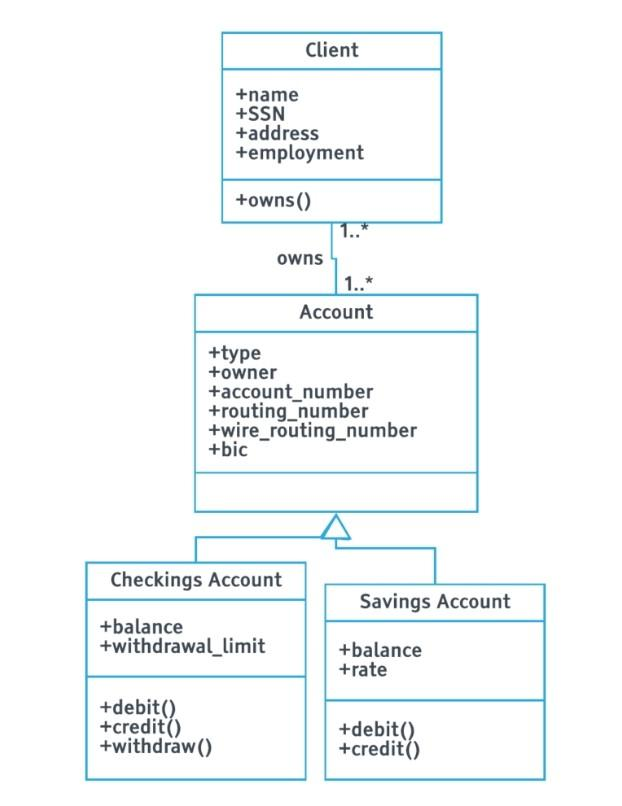 Client
+name
+SSN
+address
+employment
+owns()
1..*
owns
1..*
Account
+type
+owner
+account_number
+routing_number
+wire_routing_number
+bic
Checkings Account
+balance
+withdrawal_limit
+debit()
+credit()
+withdraw()
Savings Account
+balance
+rate
+debit()
+credit()